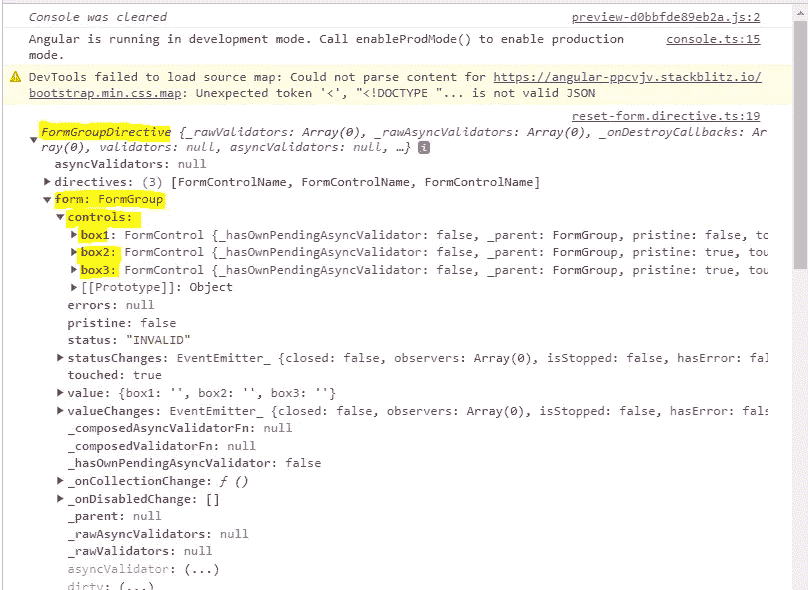 Console was cleared preview-d0bbfde89eb2a.js:2
Angular is running in development mode. Call enableProdMode() to enable production console.ts:15
mode.
DevTools failed to load source map: Could not parse content for https://angular-ppcvjv.stackblitz.io/
bootstrap.min.css.map: Unexpected token '<', "<!DOCTYPE "... is not valid JSON
reset-form.directive.ts:19
FormGroupDirective {_rawValidators: Array(0), _rawAsyncValidators: Array(0), _onDestroyCallbacks: Ar
ray(0), validators: null, asyncValidators: null, …} i
asyncValidators: null
directives: (3) [FormControlName, FormControlName, FormControlName]
form: FormGroup
controls:
box1: FormControl {_hasOwnPendingAsyncValidator: false, _parent: FormGroup, pristine: false, to
box2: FormControl {_hasOwnPendingAsyncValidator: false, _parent: FormGroup, pristine: true, tou
box3: FormControl {_hasOwnPendingAsyncValidator: false, _parent: FormGroup, pristine: true, tou
[[Prototype]]: Object
errors: null
pristine: false
status: "INVALID"
statusChanges: EventEmitter_ {closed: false, observers: Array(0), isStopped: false, hasError: fal
touched: true
value: {box1: '', box2: '', box3: ''}
valueChanges: EventEmitter_ {closed: false, observers: Array(0), isStopped: false, hasError: fals
_composedAsyncValidatorFn: null
_composedValidatorFn: null
_hasOwnPendingAsyncValidator: false
_onCollectionChange: ƒ ()
_onDisabledChange: []
_parent: null
_rawAsyncValidators: null
_rawValidators: null
asyncValidator: (...)
dirty: (...)